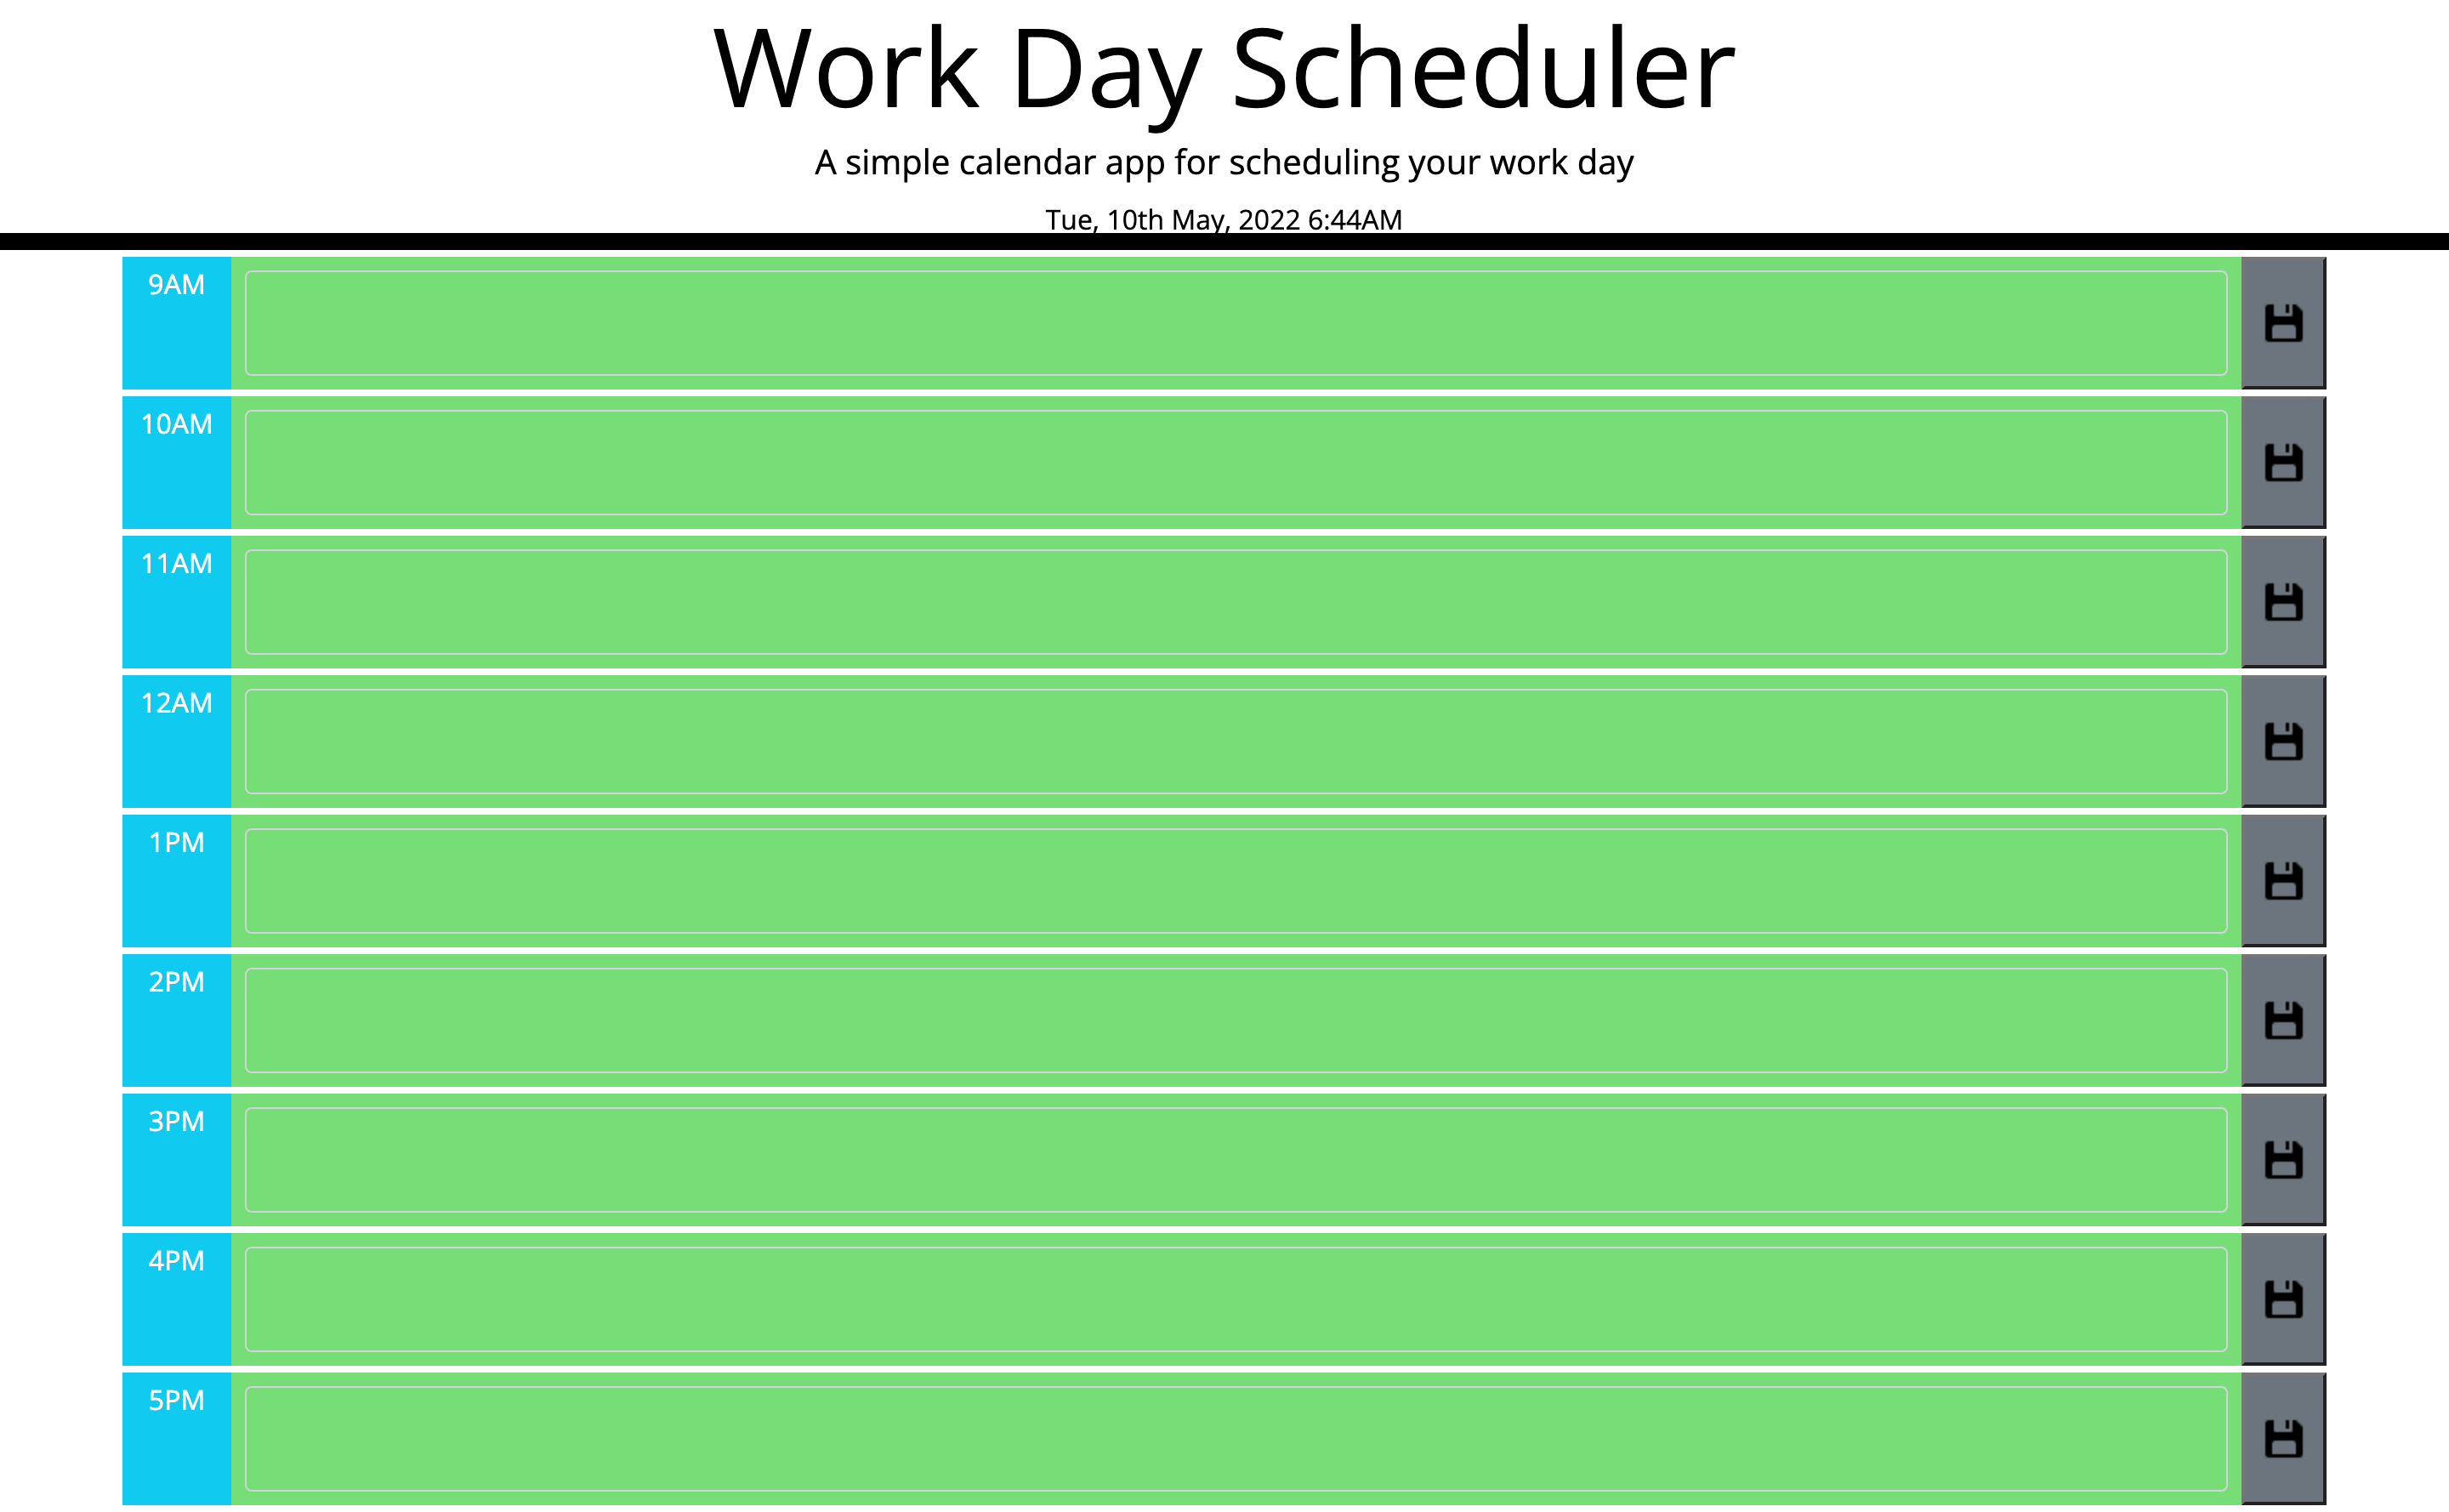 Work Day Scheduler
A simple calendar app for scheduling your work day
Tue, 10th May, 2022 6:44AM
9AM
10AM
11AM
12AM
1PM
2PM
3PM
4PM
5PM